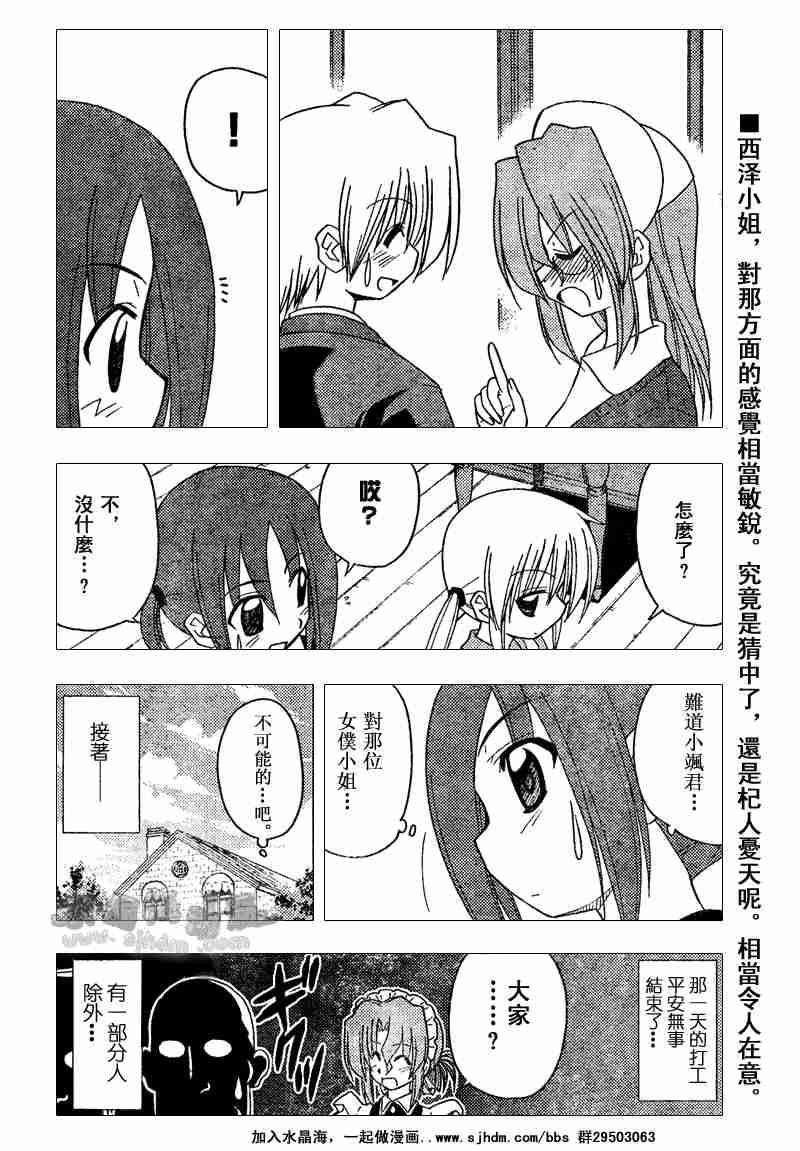 ■西泽小姐，對那方面的感覺相當敏銳。究竟是猜中了，還是杞人憂天呢。相當令人在意。
！
怎麼了？
哎？
不，
沒什麼…？
難道小颯君…
對那位
女僕小姐…
不可能的…吧。
接著——
www.sjhdm.com
那一天的打工
平安無事
結束了…
大家
……？
有一部分人
除外…
加入水晶海，一起做漫画..www.sjhdm.com/bbs 群29503063